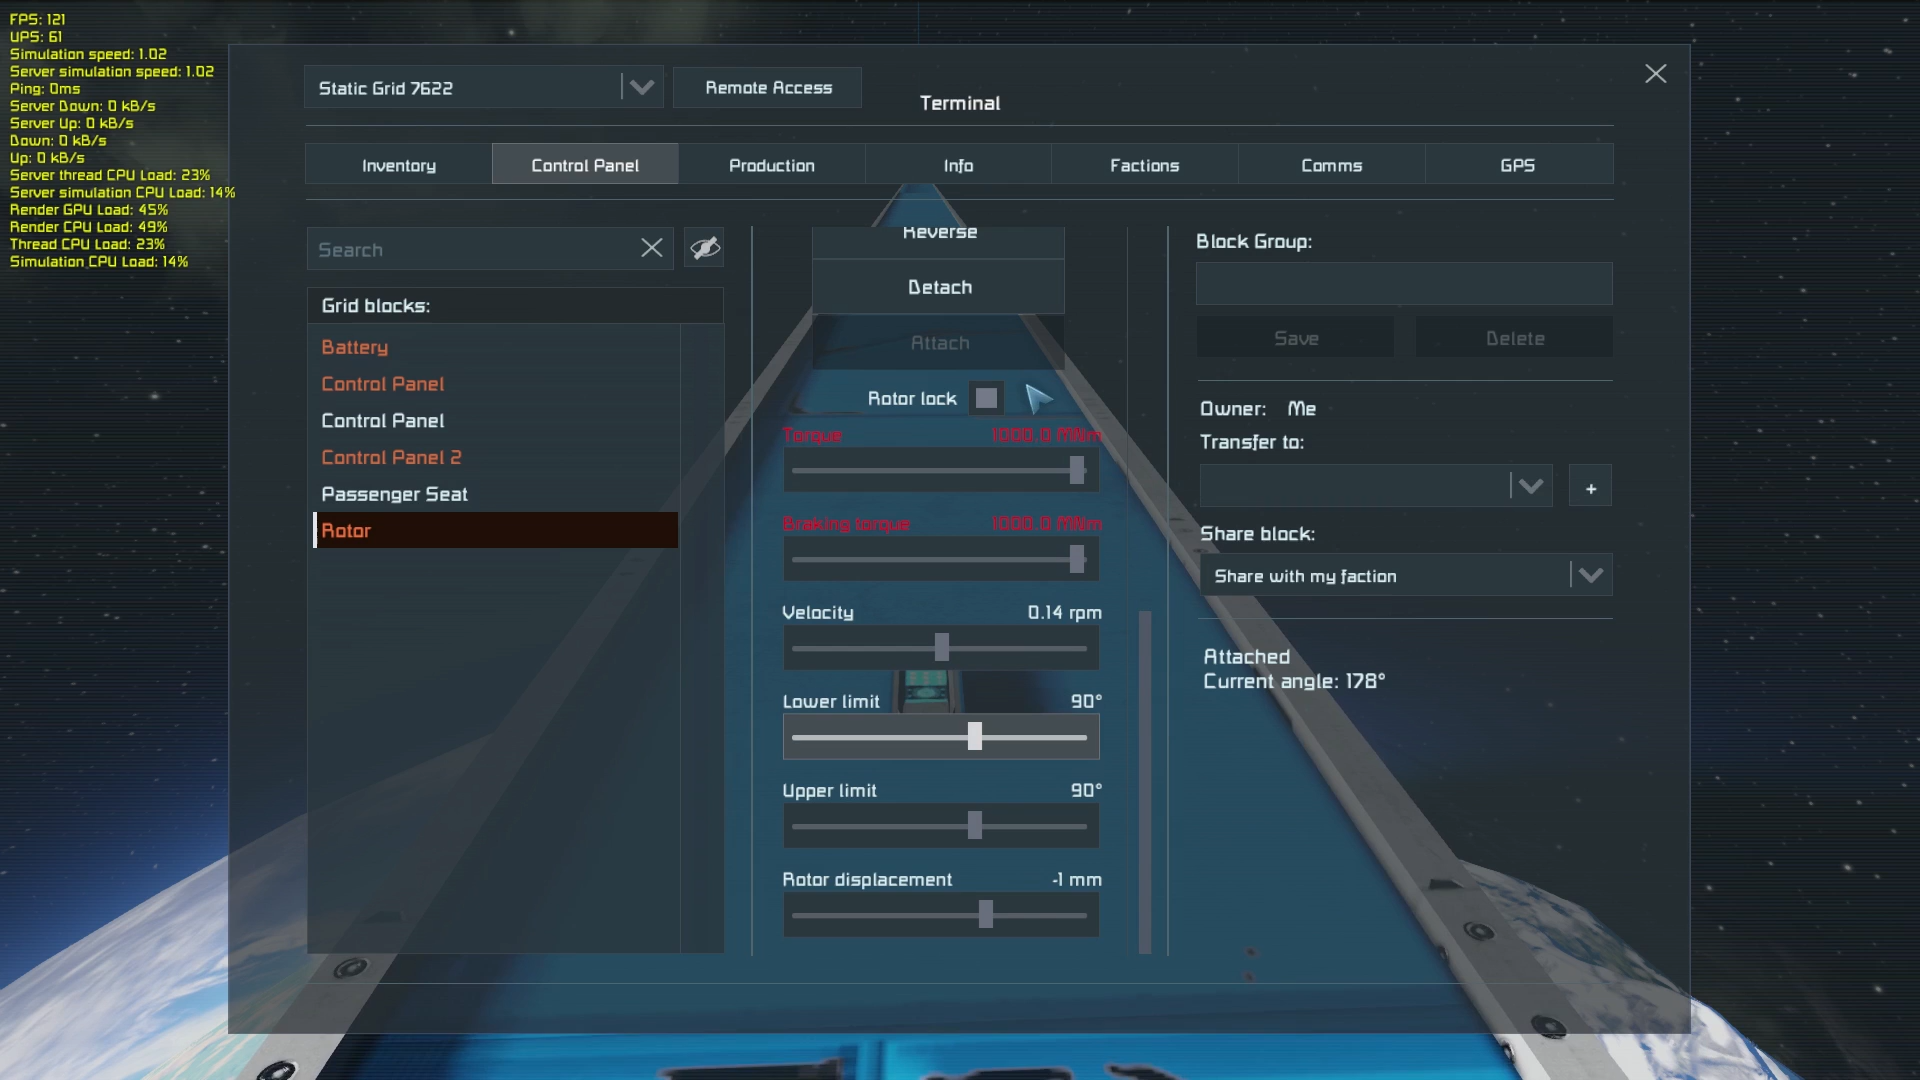 FPS: 121
UPS: 61
Simulation speed: 1.02
Server simulation speed: 1.02
Ping: 0ms
Server Down: 0 kB/s
Server Up: 0 kB/s
Down: 0 kB/s
Up: 0 kB/s
Server thread CPU Load: 23%
Server simulation CPU Load: 14%
Render GPU Load: 45%
Render CPU Load: 49%
Thread CPU Load: 23%
Simulation CPU Load: 14%
Static Grid 7622
Remote Access
Terminal
Inventory
Control Panel
Production
Info
Factions
Comms
GPS
Search
Grid blocks:
Battery
Control Panel
Control Panel
Control Panel 2
Passenger Seat
Rotor
Reverse
Detach
Attach
Rotor lock
Torque 1000.0 MNm
Braking torque 1000.0 MNm
Velocity 0.14 rpm
Lower limit 90°
Upper limit 90°
Rotor displacement -1 mm
Block Group:
Save
Delete
Owner: Me
Transfer to:
+
Share block:
Share with my faction
Attached
Current angle: 178°